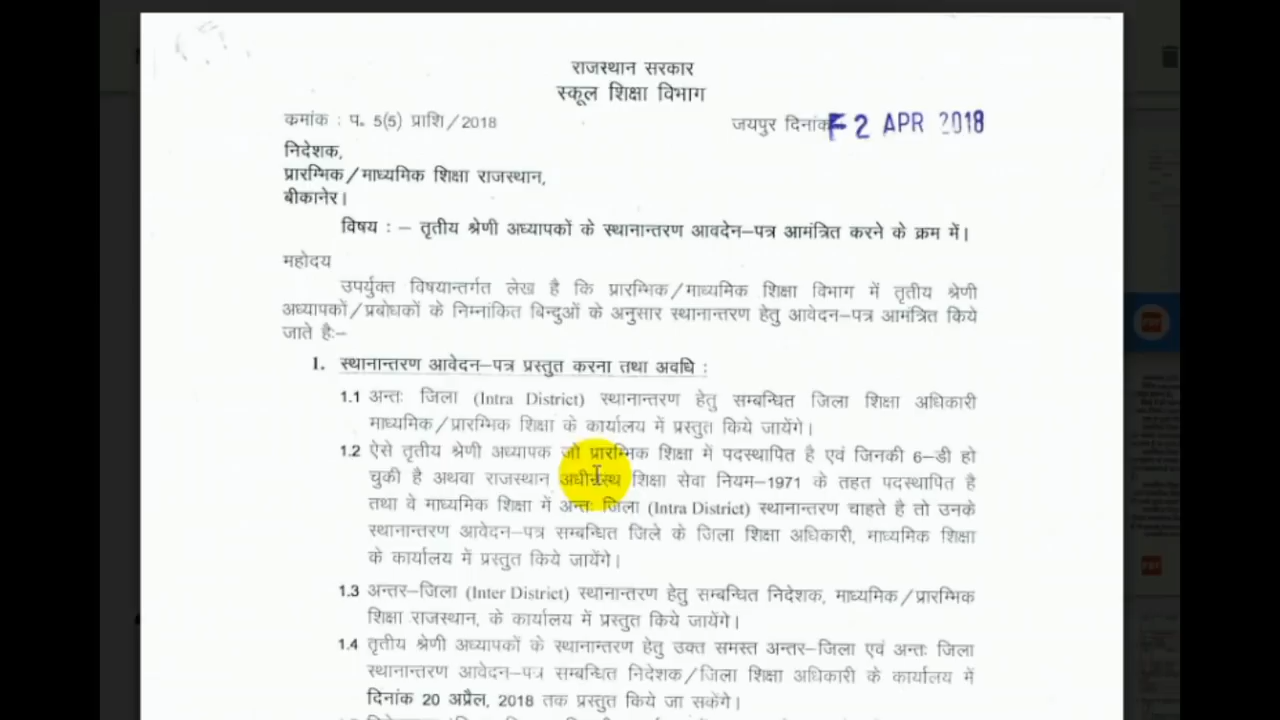 राजस्थान सरकार
स्कूल शिक्षा विभाग
कमांक : प. 5(5) प्राशि/2018
जयपुर दिनांक 2 APR 2018
निदेशक,
प्रारम्भिक/माध्यमिक शिक्षा राजस्थान,
बीकानेर।
विषय : – तृतीय श्रेणी अध्यापकों के स्थानान्तरण आवदेन–पत्र आमंत्रित करने के क्रम में।
महोदय
उपर्युक्त विषयान्तर्गत लेख है कि प्रारम्भिक/माध्यमिक शिक्षा विभाग में तृतीय श्रेणी
अध्यापकों/प्रबोधकों के निम्नांकित बिन्दुओं के अनुसार स्थानान्तरण हेतु आवेदन–पत्र आमंत्रित किये
जाते है:–
1. स्थानान्तरण आवेदन–पत्र प्रस्तुत करना तथा अवधि :
1.1 अन्तः जिला (Intra District) स्थानान्तरण हेतु सम्बन्धित जिला शिक्षा अधिकारी
माध्यमिक/प्रारम्भिक शिक्षा के कार्यालय में प्रस्तुत किये जायेंगे।
1.2 ऐसे तृतीय श्रेणी अध्यापक जो प्रारम्भिक शिक्षा में पदस्थापित है एवं जिनकी 6–डी हो
चुकी है अथवा राजस्थान अधीनस्थ शिक्षा सेवा नियम–1971 के तहत पदस्थापित है
तथा वे माध्यमिक शिक्षा में अन्तः जिला (Intra District) स्थानान्तरण चाहते है तो उनके
स्थानान्तरण आवेदन–पत्र सम्बन्धित जिले के जिला शिक्षा अधिकारी, माध्यमिक शिक्षा
के कार्यालय में प्रस्तुत किये जायेंगे।
1.3 अन्तर–जिला (Inter District) स्थानान्तरण हेतु सम्बन्धित निदेशक, माध्यमिक/प्रारम्भिक
शिक्षा राजस्थान, के कार्यालय में प्रस्तुत किये जायेंगे।
1.4 तृतीय श्रेणी अध्यापकों के स्थानान्तरण हेतु उक्त समस्त अन्तर–जिला एवं अन्तः जिला
स्थानान्तरण आवेदन–पत्र सम्बन्धित निदेशक/जिला शिक्षा अधिकारी के कार्यालय में
दिनांक 20 अप्रैल, 2018 तक प्रस्तुत किये जा सकेंगे।